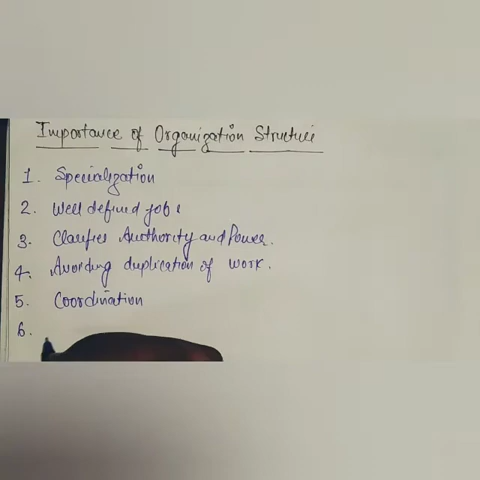 Importance of Organization Structure
1. Specialization
2. Well defined Jobs
3. Clarifies Authority and Power.
4. Avoiding duplication of work.
5. Coordination
6.